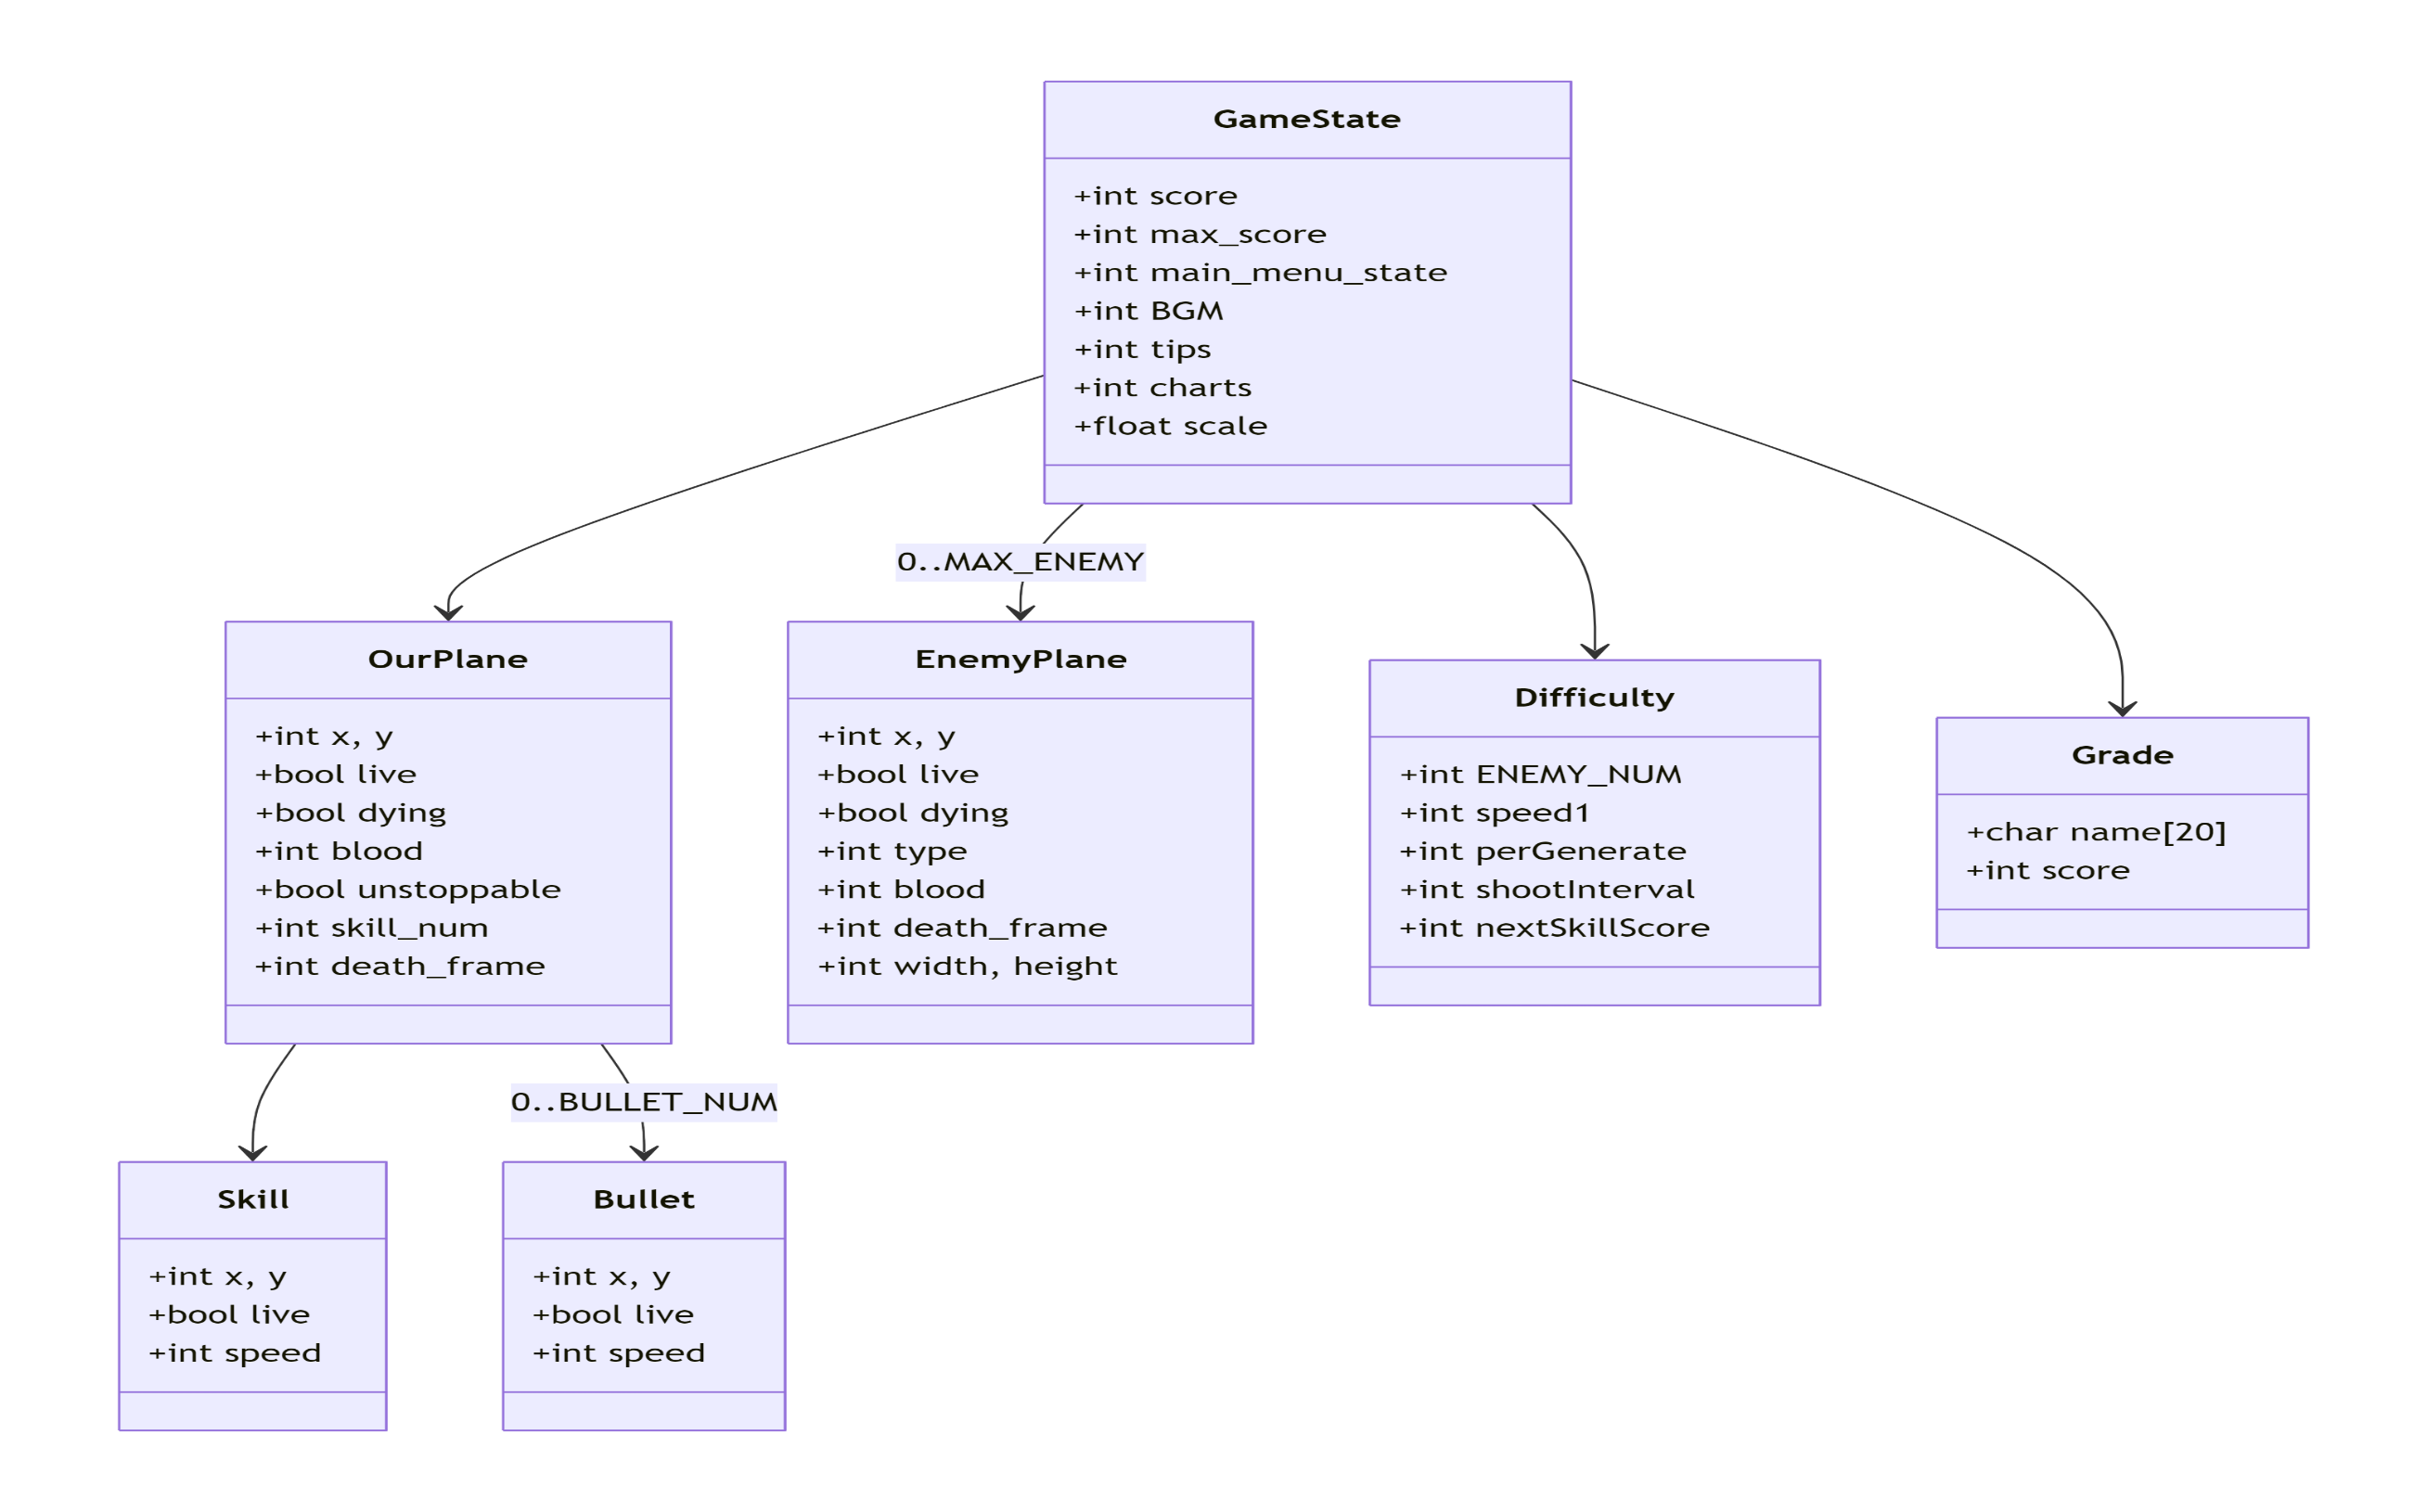 GameState
+int score
+int max_score
+int main_menu_state
+int BGM
+int tips
+int charts
+float scale
0..MAX_ENEMY
OurPlane
+int x, y
+bool live
+bool dying
+int blood
+bool unstoppable
+int skill_num
+int death_frame
EnemyPlane
+int x, y
+bool live
+bool dying
+int type
+int blood
+int death_frame
+int width, height
Difficulty
+int ENEMY_NUM
+int speed1
+int perGenerate
+int shootInterval
+int nextSkillScore
Grade
+char name[20]
+int score
0..BULLET_NUM
Skill
+int x, y
+bool live
+int speed
Bullet
+int x, y
+bool live
+int speed